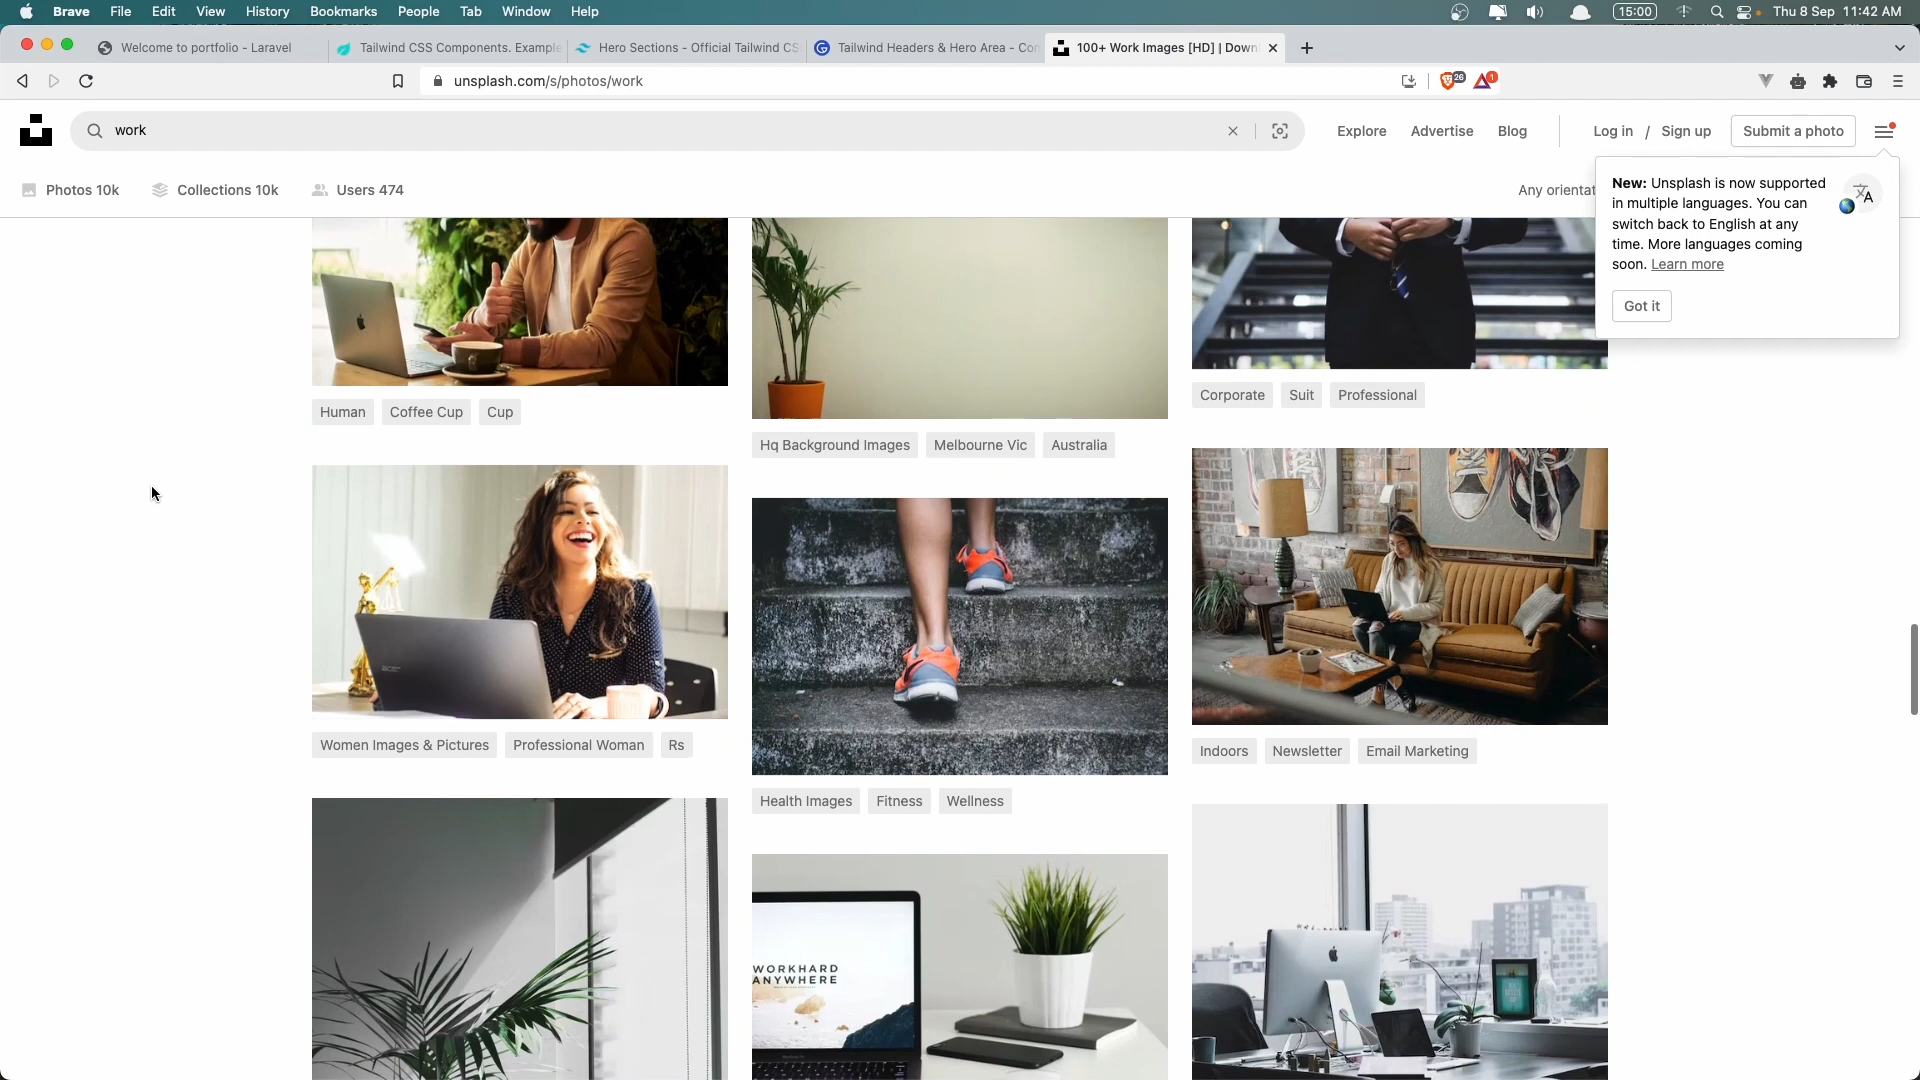 Brave File Edit View History Bookmarks People Tab Window Help 15:00 Thu 8 Sep 11:42 AM
Welcome to portfolio - Laravel Tailwind CSS Components. Example Hero Sections - Official Tailwind CS Tailwind Headers & Hero Area - Con 100+ Work Images [HD] | Down
unsplash.com/s/photos/work 26 1
work Explore Advertise Blog Log in / Sign up Submit a photo
Photos 10k Collections 10k Users 474 Any orientat
New: Unsplash is now supported
in multiple languages. You can
switch back to English at any
time. More languages coming
soon. Learn more
Got it
Human Coffee Cup Cup
Hq Background Images Melbourne Vic Australia
Corporate Suit Professional
Women Images & Pictures Professional Woman Rs
Health Images Fitness Wellness
Indoors Newsletter Email Marketing
WORKHARD
ANYWHERE